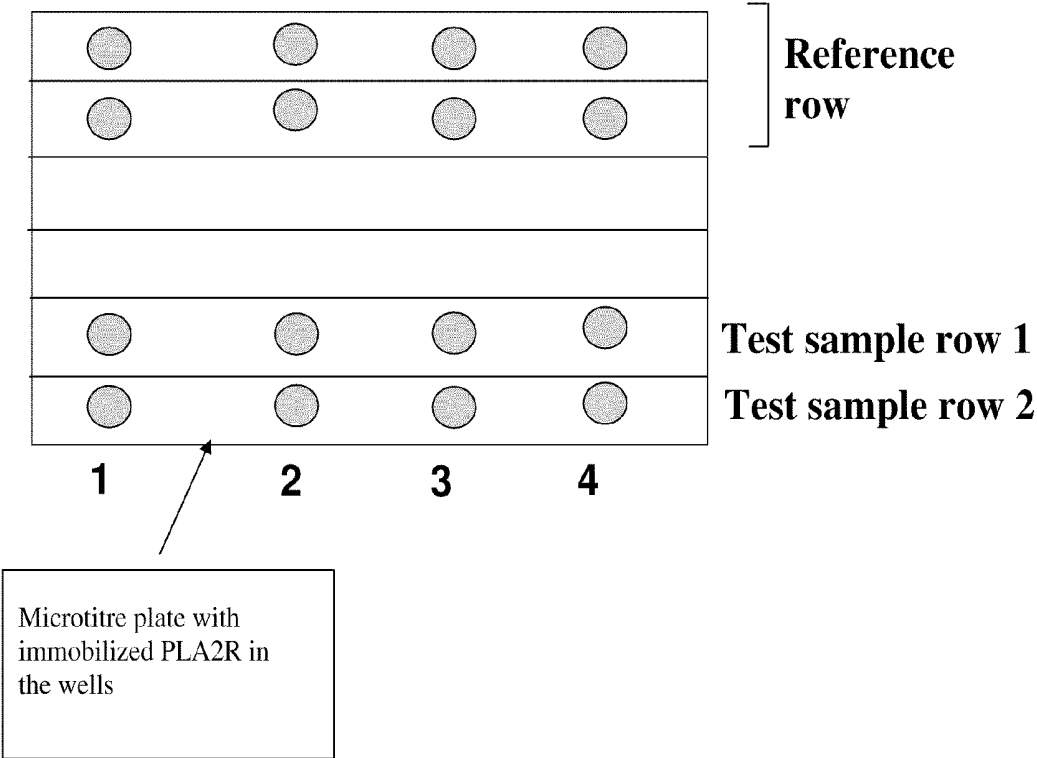 Reference
row
Test sample row 1
Test sample row 2
1 2 3 4
Microtitre plate with
immobilized PLA2R in
the wells